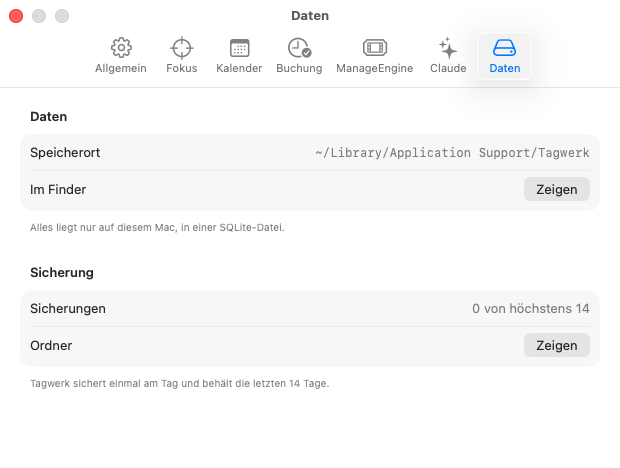 Daten
Allgemein Fokus Kalender Buchung ManageEngine Claude Daten
Daten
Speicherort ~/Library/Application Support/Tagwerk
Im Finder Zeigen
Alles liegt nur auf diesem Mac, in einer SQLite-Datei.
Sicherung
Sicherungen 0 von höchstens 14
Ordner Zeigen
Tagwerk sichert einmal am Tag und behält die letzten 14 Tage.